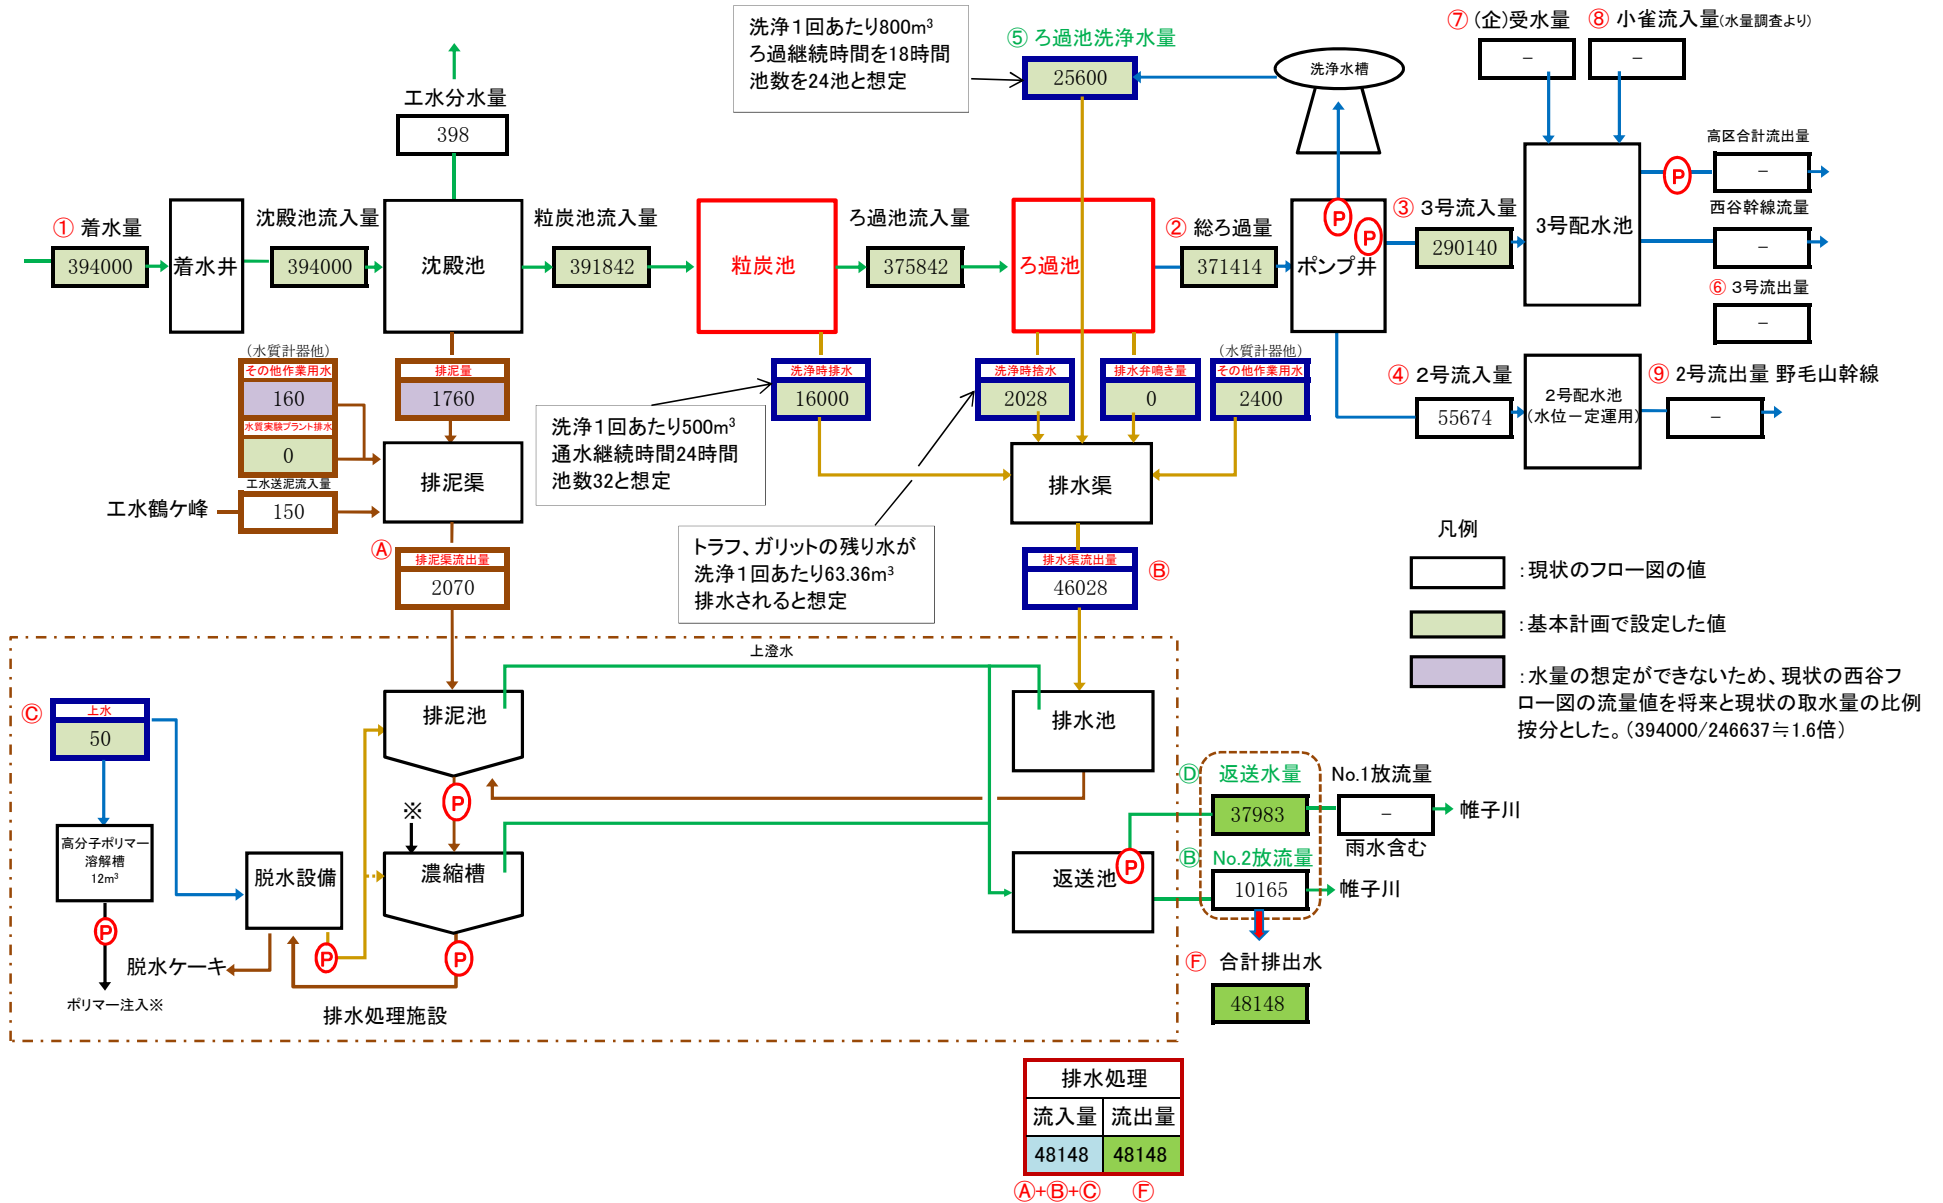 洗浄１回あたり800m³
ろ過継続時間を18時間
池数を24池と想定
⑤ ろ過池洗浄水量
25600
洗浄水槽
⑦ (企)受水量
－
⑧ 小雀流入量(水量調査より)
－
工水分水量
398
高区合計流出量
－
P
① 着水量
394000
着水井
沈殿池流入量
394000
沈殿池
粒炭池流入量
391842
粒炭池
ろ過池流入量
375842
ろ過池
② 総ろ過量
371414
P
P
ポンプ井
③ 3号流入量
290140
3号配水池
西谷幹線流量
－
⑥ 3号流出量
－
(水質計器他)
その他作業用水
160
水質実験プラント排水
0
工水送泥流入量
150
工水鶴ケ峰
排泥量
1760
排泥渠
洗浄時排水
16000
洗浄時捨水
2028
排水弁鳴き量
0
(水質計器他)
その他作業用水
2400
④ 2号流入量
55674
2号配水池
(水位一定運用)
⑨ 2号流出量 野毛山幹線
－
洗浄１回あたり500m³
通水継続時間24時間
池数32と想定
排水渠
トラフ、ガリットの残り水が
洗浄１回あたり63.36m³
排水されると想定
Ⓐ
排泥渠流出量
2070
排水渠流出量
46028
Ⓑ
凡例
：現状のフロー図の値
：基本計画で設定した値
：水量の想定ができないため、現状の西谷フ
ロー図の流量値を将来と現状の取水量の比例
按分とした。（394000/246637≒1.6倍）
上澄水
Ⓒ
上水
50
排泥池
排水池
P
※
高分子ポリマー
溶解槽
12m³
脱水設備
濃縮槽
返送池
P
Ⓓ 返送水量
37983
No.1放流量
－
帷子川
雨水含む
Ⓑ No.2放流量
10165
帷子川
P
P
P
脱水ケーキ
ポリマー注入※
排水処理施設
Ⓕ 合計排出水
48148
排水処理
流入量 流出量
48148 48148
Ⓐ+Ⓑ+Ⓒ Ⓕ